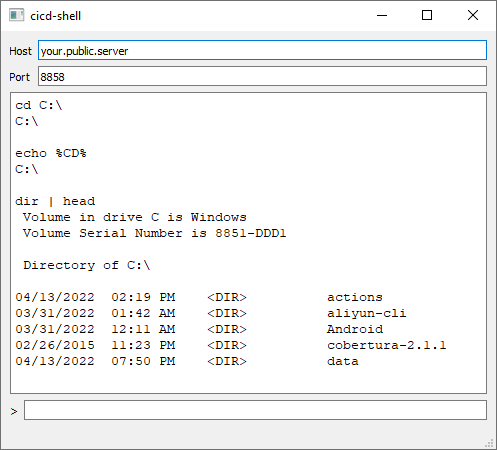 cicd-shell
Host your.public.server
Port 8858
cd C:\
C:\
echo %CD%
C:\
dir | head
Volume in drive C is Windows
Volume Serial Number is 8851-DDD1
Directory of C:\
04/13/2022  02:19 PM    <DIR>          actions
03/31/2022  01:42 AM    <DIR>          aliyun-cli
03/31/2022  12:11 AM    <DIR>          Android
02/26/2015  11:23 PM    <DIR>          cobertura-2.1.1
04/13/2022  07:50 PM    <DIR>          data
>